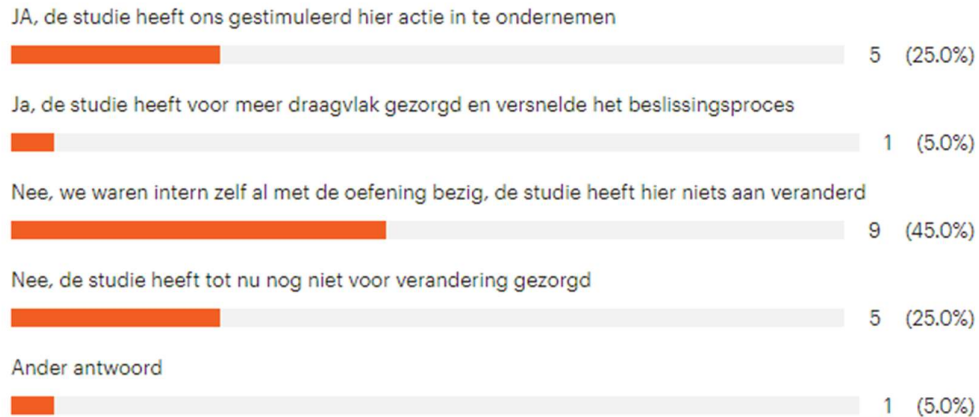 JA, de studie heeft ons gestimuleerd hier actie in te ondernemen
5 (25.0%)
Ja, de studie heeft voor meer draagvlak gezorgd en versnelde het beslissingsproces
1 (5.0%)
Nee, we waren intern zelf al met de oefening bezig, de studie heeft hier niets aan veranderd
9 (45.0%)
Nee, de studie heeft tot nu nog niet voor verandering gezorgd
5 (25.0%)
Ander antwoord
1 (5.0%)